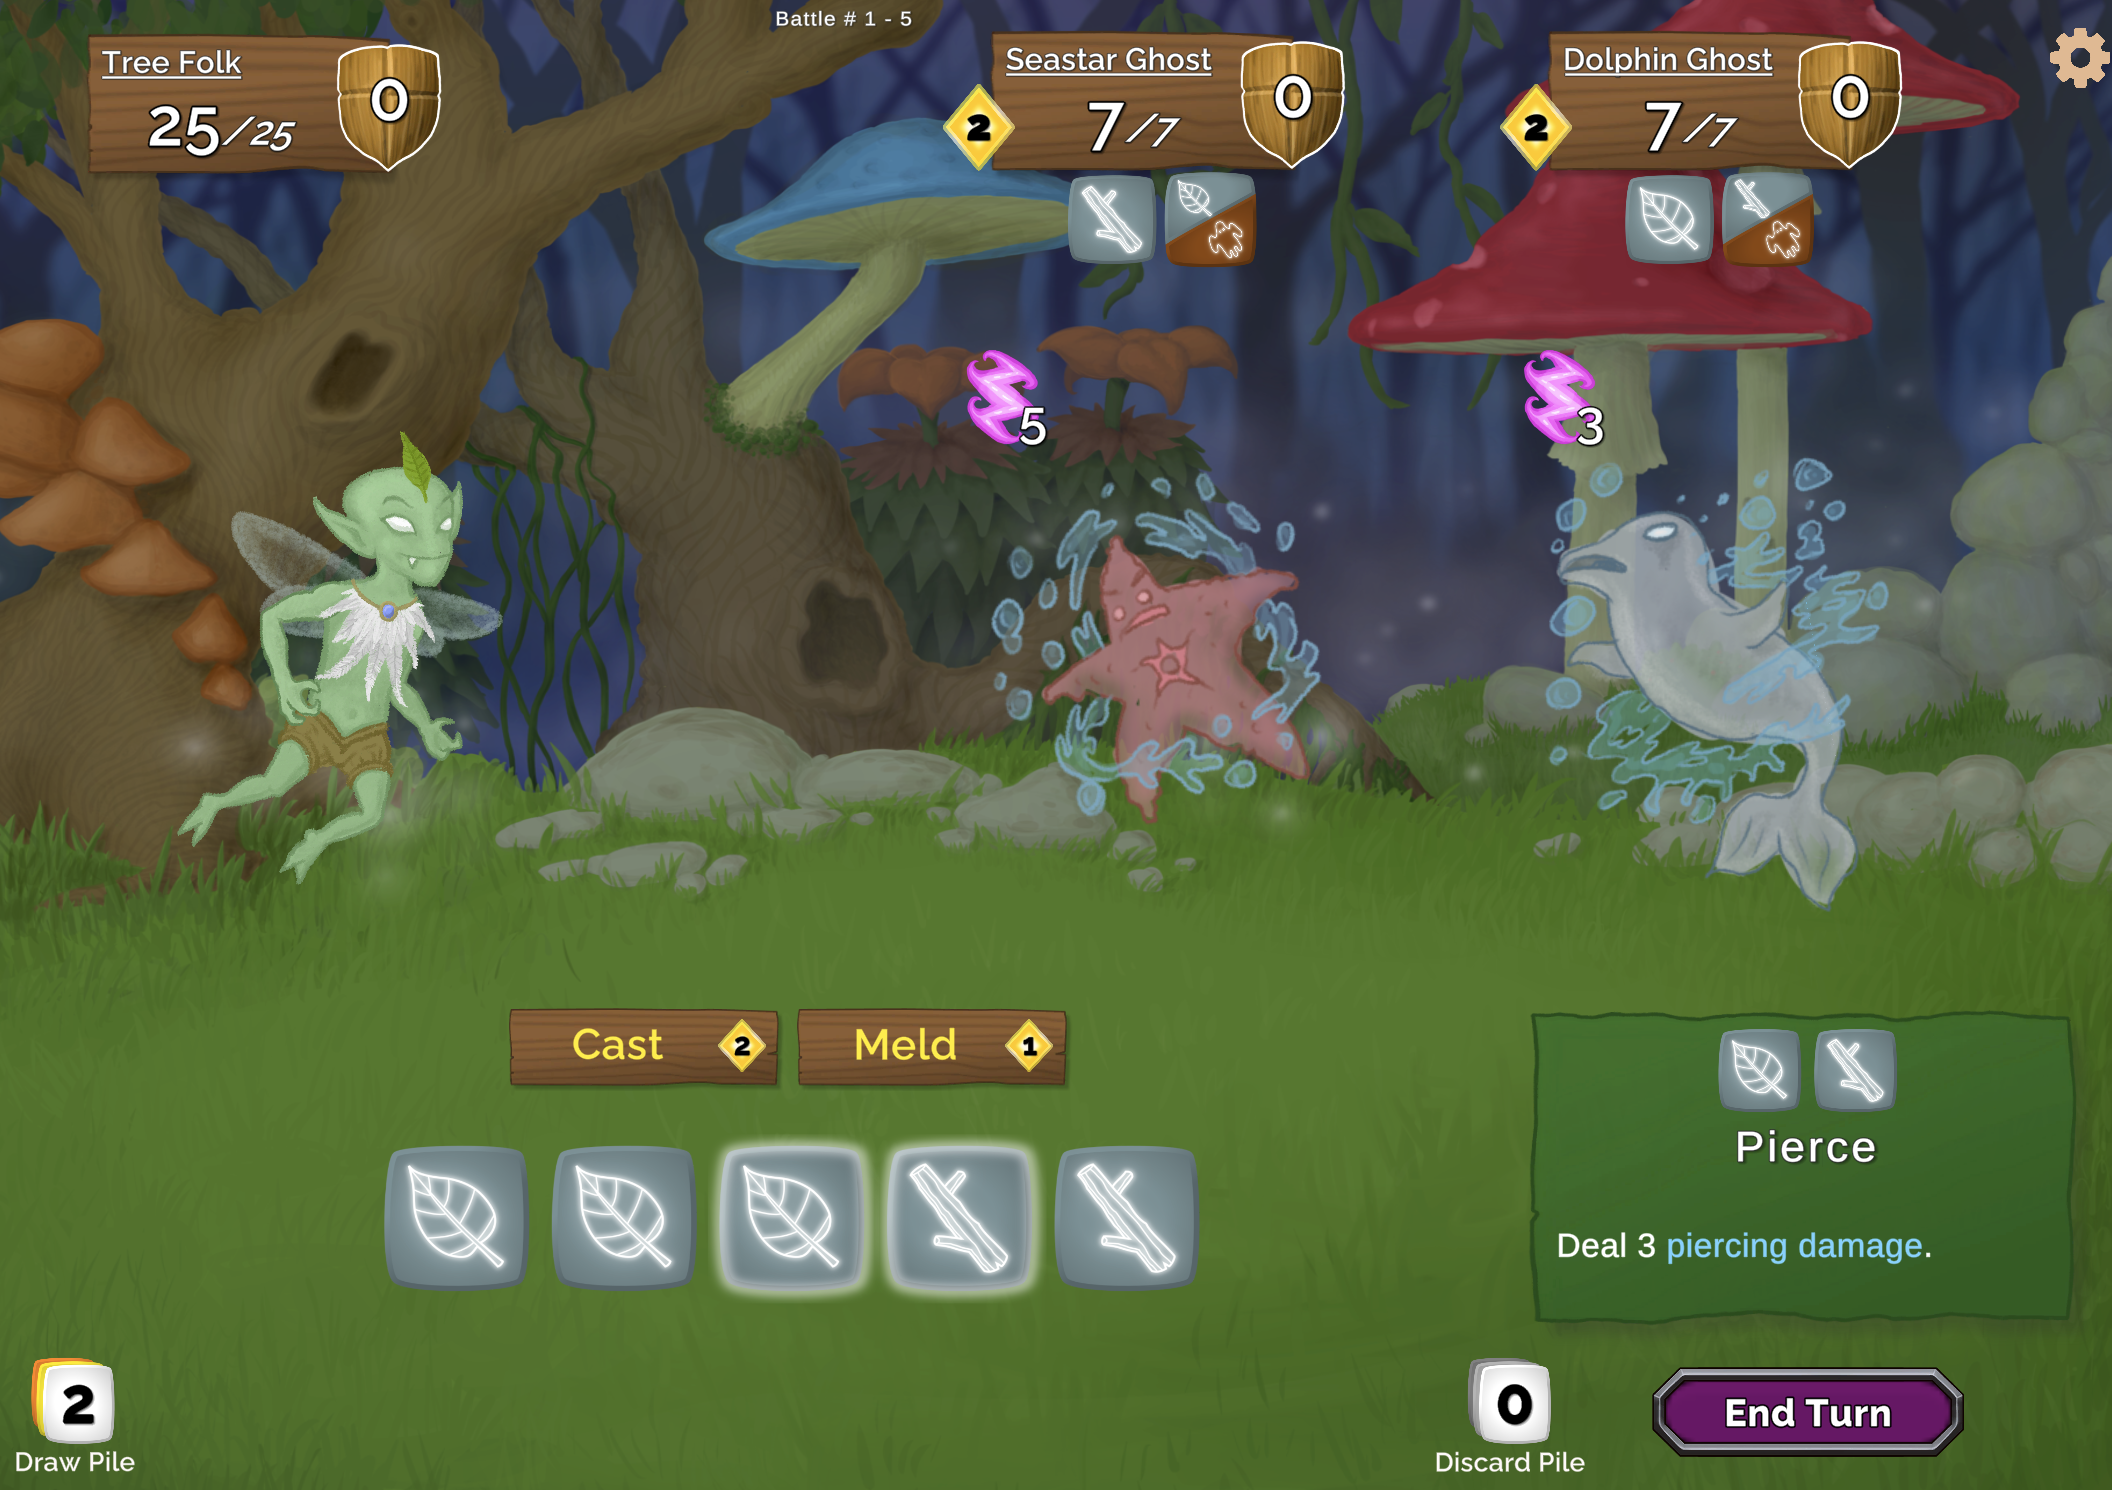 Battle # 1 - 5
Tree Folk
25/25
0
Seastar Ghost
2
7/7
0
Dolphin Ghost
2
7/7
0
5
3
Cast 2
Meld 1
Pierce
Deal 3 piercing damage.
2
Draw Pile
0
Discard Pile
End Turn